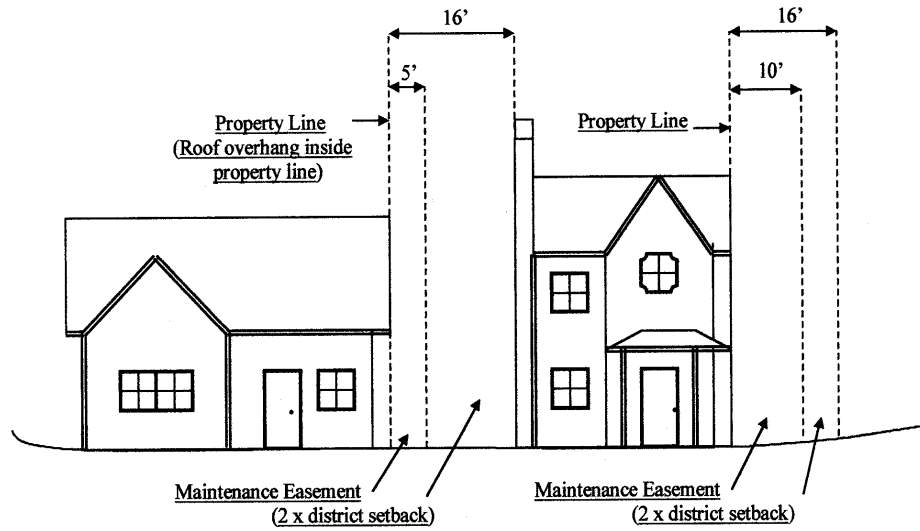 16’
16’
5’
10’
Property Line
(Roof overhang inside
property line)
Property Line
Maintenance Easement
(2 x district setback)
Maintenance Easement
(2 x district setback)